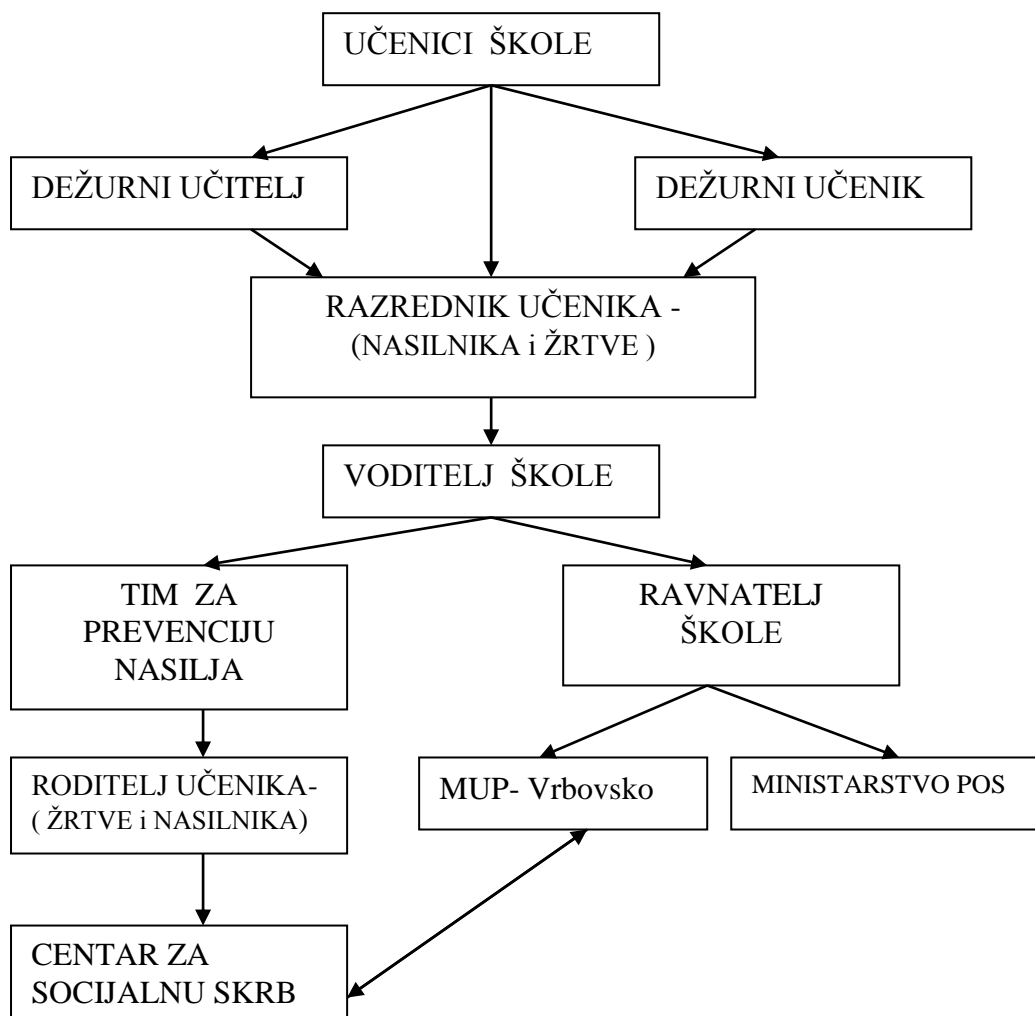 UČENICI ŠKOLE
DEŽURNI UČITELJ
DEŽURNI UČENIK
RAZREDNIK UČENIKA -
(NASILNIKA i ŽRTVE )
VODITELJ ŠKOLE
TIM ZA
PREVENCIJU
NASILJA
RAVNATELJ
ŠKOLE
RODITELJ UČENIKA-
( ŽRTVE i NASILNIKA)
MUP- Vrbovsko
MINISTARSTVO POS
CENTAR ZA
SOCIJALNU SKRB